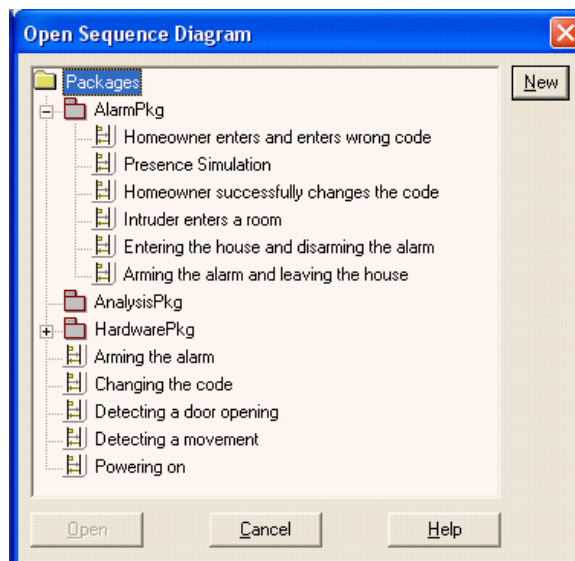 Open Sequence Diagram
Packages
New
AlarmPkg
Homeowner enters and enters wrong code
Presence Simulation
Homeowner successfully changes the code
Intruder enters a room
Entering the house and disarming the alarm
Arming the alarm and leaving the house
AnalysisPkg
HardwarePkg
Arming the alarm
Changing the code
Detecting a door opening
Detecting a movement
Powering on
Open
Cancel
Help